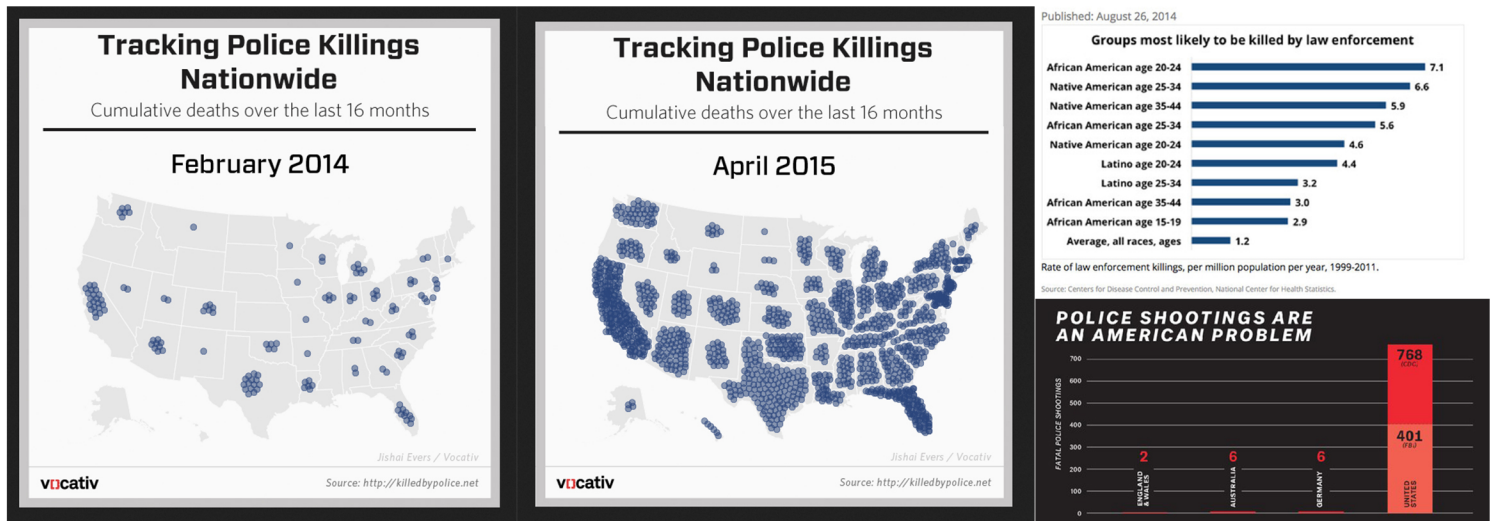 Tracking Police Killings
Nationwide
Cumulative deaths over the last 16 months
February 2014
Jishai Evers / Vocativ
vocativ
Source: http://killedbypolice.net
Tracking Police Killings
Nationwide
Cumulative deaths over the last 16 months
April 2015
Jishai Evers / Vocativ
vocativ
Source: http://killedbypolice.net
Published: August 26, 2014
Groups most likely to be killed by law enforcement
African American age 20-24 7.1
Native American age 25-34 6.6
Native American age 35-44 5.9
African American age 25-34 5.6
Native American age 20-24 4.6
Latino age 20-24 4.4
Latino age 25-34 3.2
African American age 35-44 3.0
African American age 15-19 2.9
Average, all races, ages 1.2
Rate of law enforcement killings, per million population per year, 1999-2011.
Source: Centers for Disease Control and Prevention, National Center for Health Statistics.
POLICE SHOOTINGS ARE
AN AMERICAN PROBLEM
FATAL POLICE SHOOTINGS
700
600
500
400
300
200
100
0
2
ENGLAND
& WALES
6
AUSTRALIA
6
GERMANY
768
(CDC)
401
(FBI)
UNITED
STATES